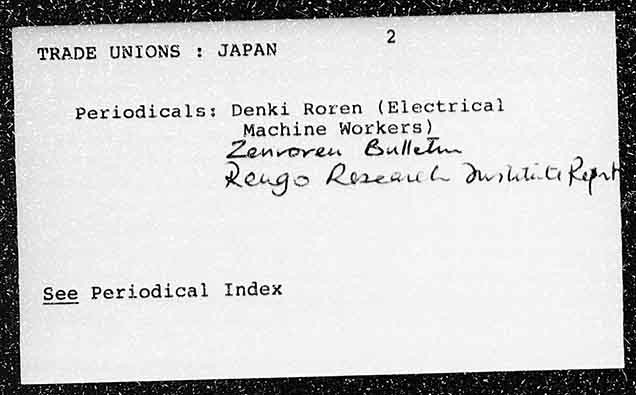 TRADE UNIONS : JAPAN 2
Periodicals: Denki Roren (Electrical
Machine Workers)
Zenroren Bulletin
Rengo Research Institute Report
See Periodical Index